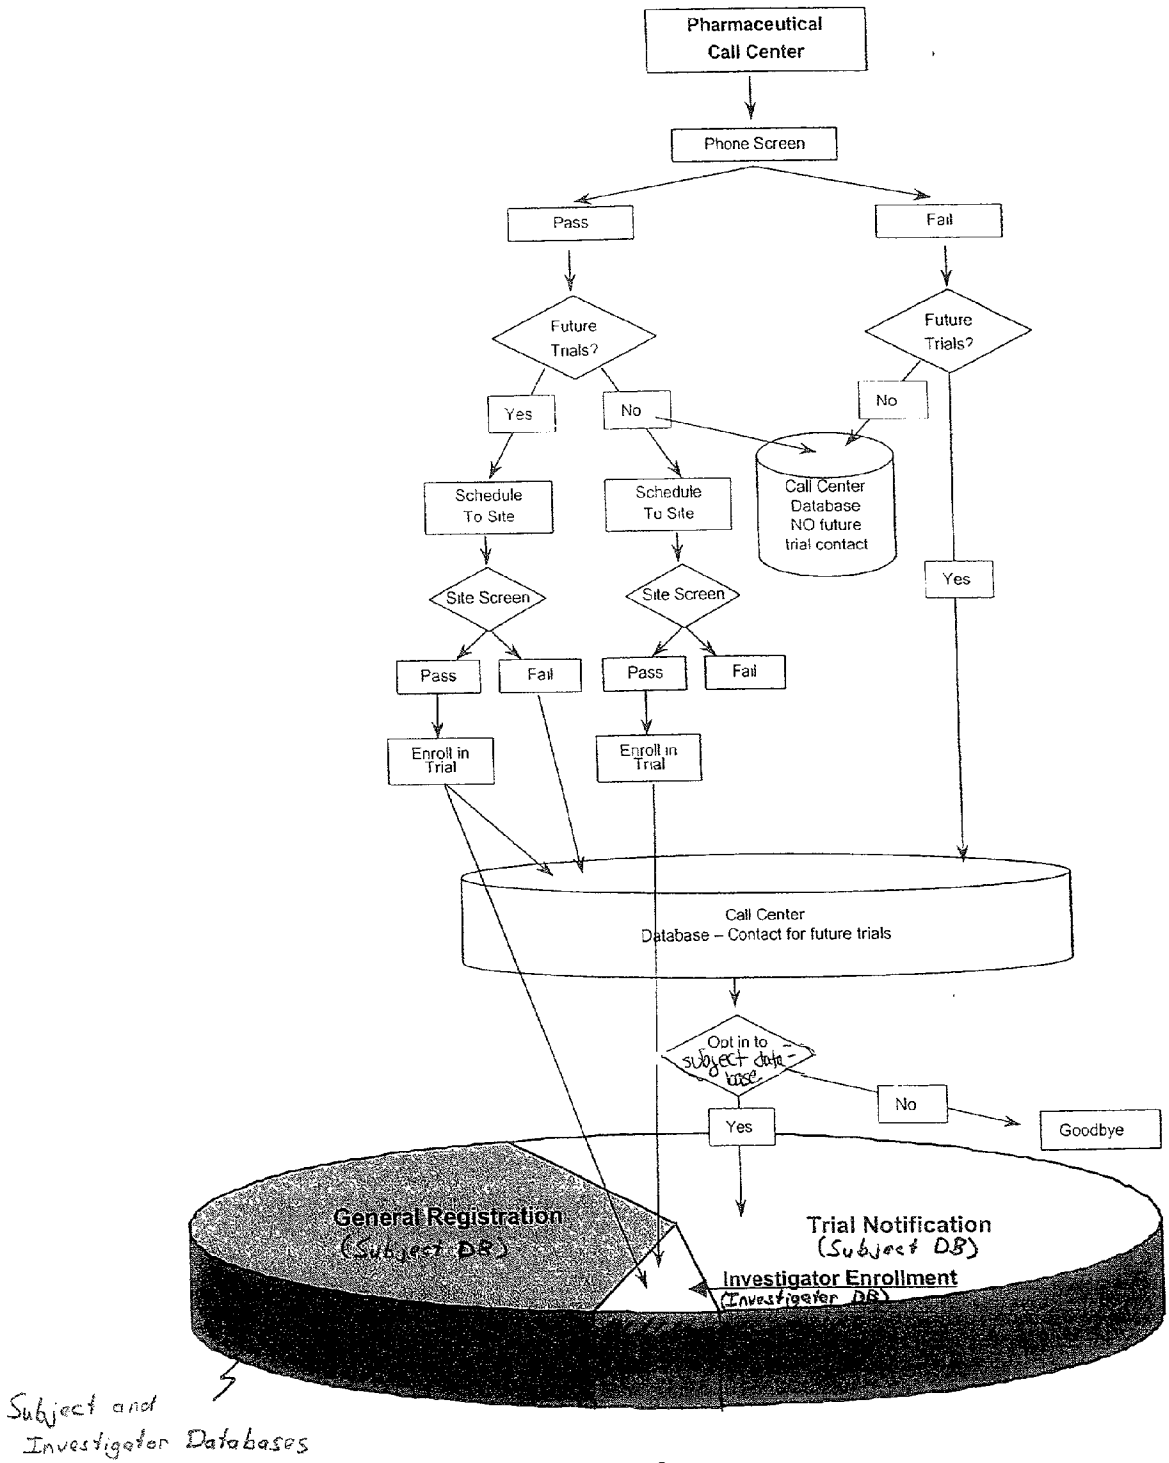 Pharmaceutical
Call Center
Phone Screen
Pass
Fail
Future
Trials?
Future
Trials?
Yes
No
No
Schedule
To Site
Schedule
To Site
Call Center
Database
NO future
trial contact
Yes
Site Screen
Site Screen
Pass
Fail
Pass
Fail
Enroll in
Trial
Enroll in
Trial
Call Center
Database – Contact for future trials
Opt in to
subject data-
base
No
Yes
Goodbye
General Registration
(Subject DB)
Trial Notification
(Subject DB)
Investigator Enrollment
(Investigator DB)
Subject and
Investigator Databases